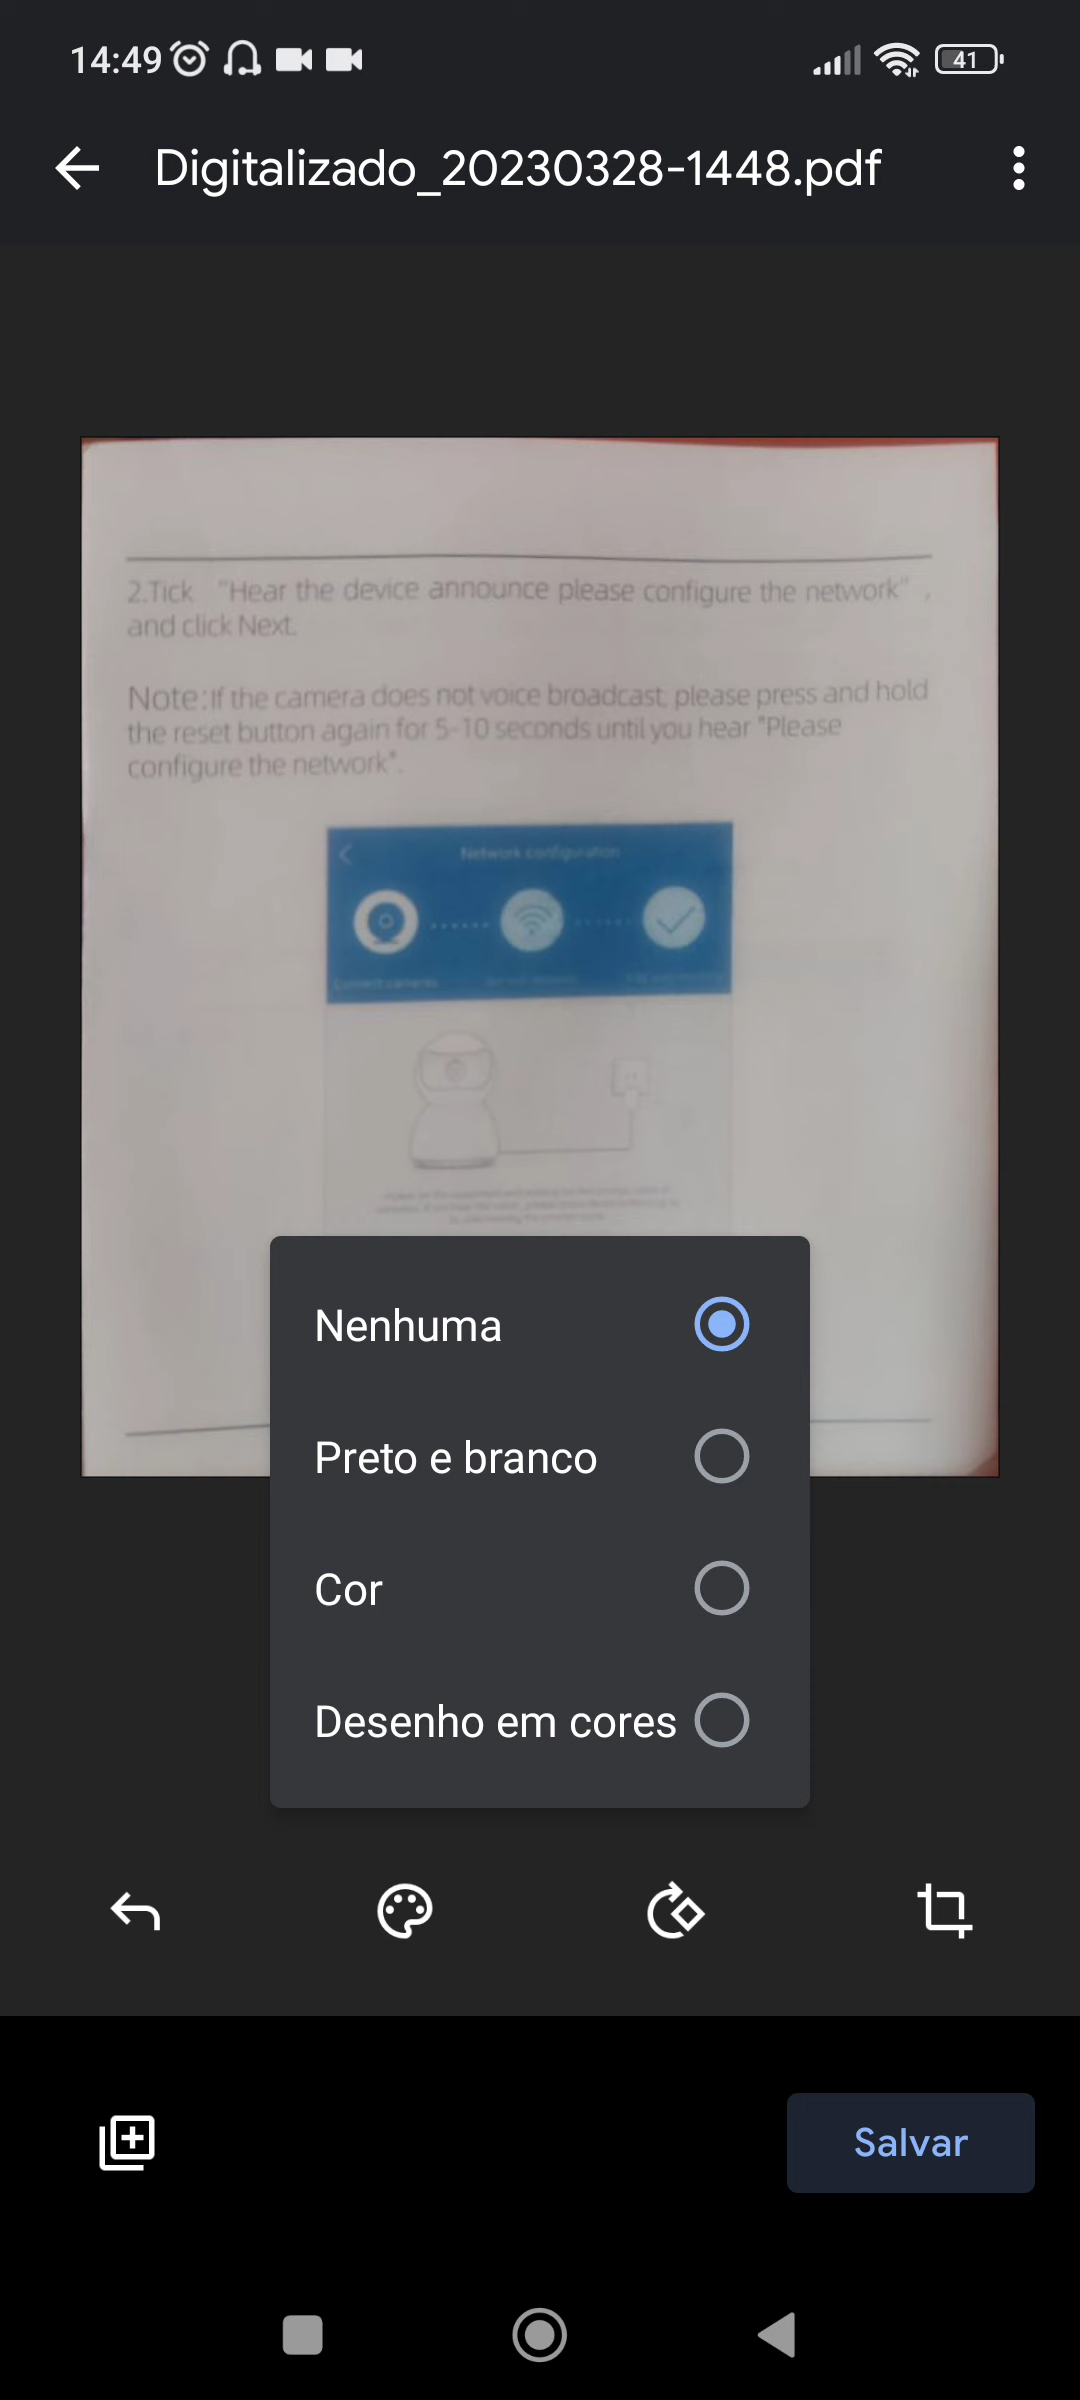 14:49
41
Digitalizado_20230328-1448.pdf
2.Tick "Hear the device announce please configure the network" ,
and click Next.
Note:If the camera does not voice broadcast, please press and hold
the reset button again for 5-10 seconds until you hear "Please
configure the network".
Network configuration
Connect cameras
Nenhuma
Preto e branco
Cor
Desenho em cores
Salvar